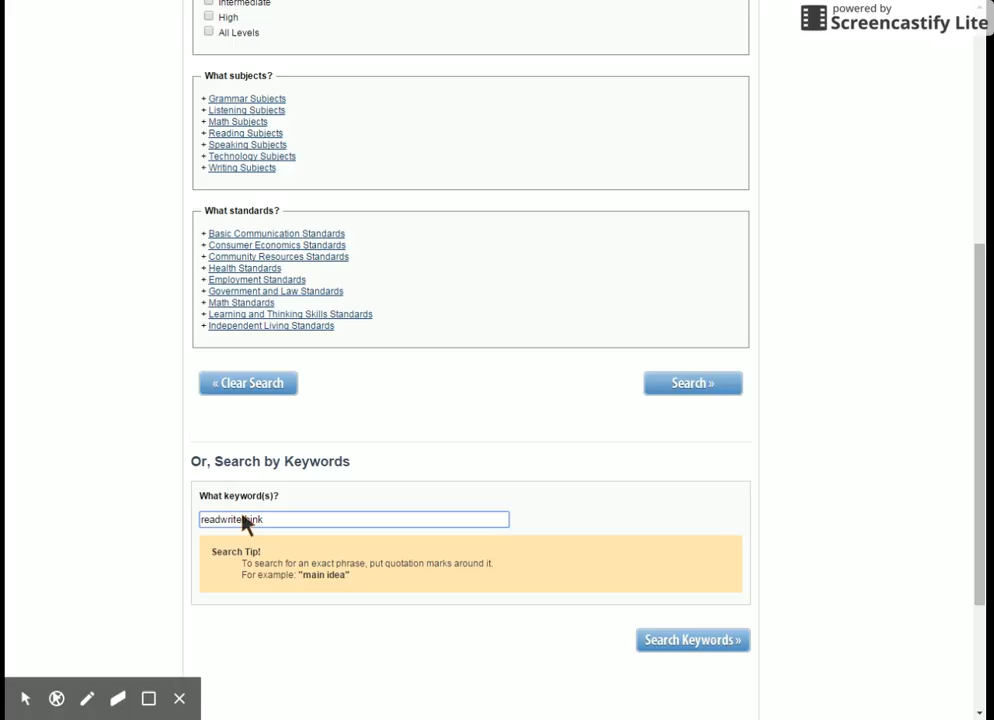 powered by
Screencastify Lite
Intermediate
High
All Levels
What subjects?
+ Grammar Subjects
+ Listening Subjects
+ Math Subjects
+ Reading Subjects
+ Speaking Subjects
+ Technology Subjects
+ Writing Subjects
What standards?
+ Basic Communication Standards
+ Consumer Economics Standards
+ Community Resources Standards
+ Health Standards
+ Employment Standards
+ Government and Law Standards
+ Math Standards
+ Learning and Thinking Skills Standards
+ Independent Living Standards
« Clear Search
Search »
Or, Search by Keywords
What keyword(s)?
readwritethink
Search Tip!
To search for an exact phrase, put quotation marks around it.
For example: "main idea"
Search Keywords »